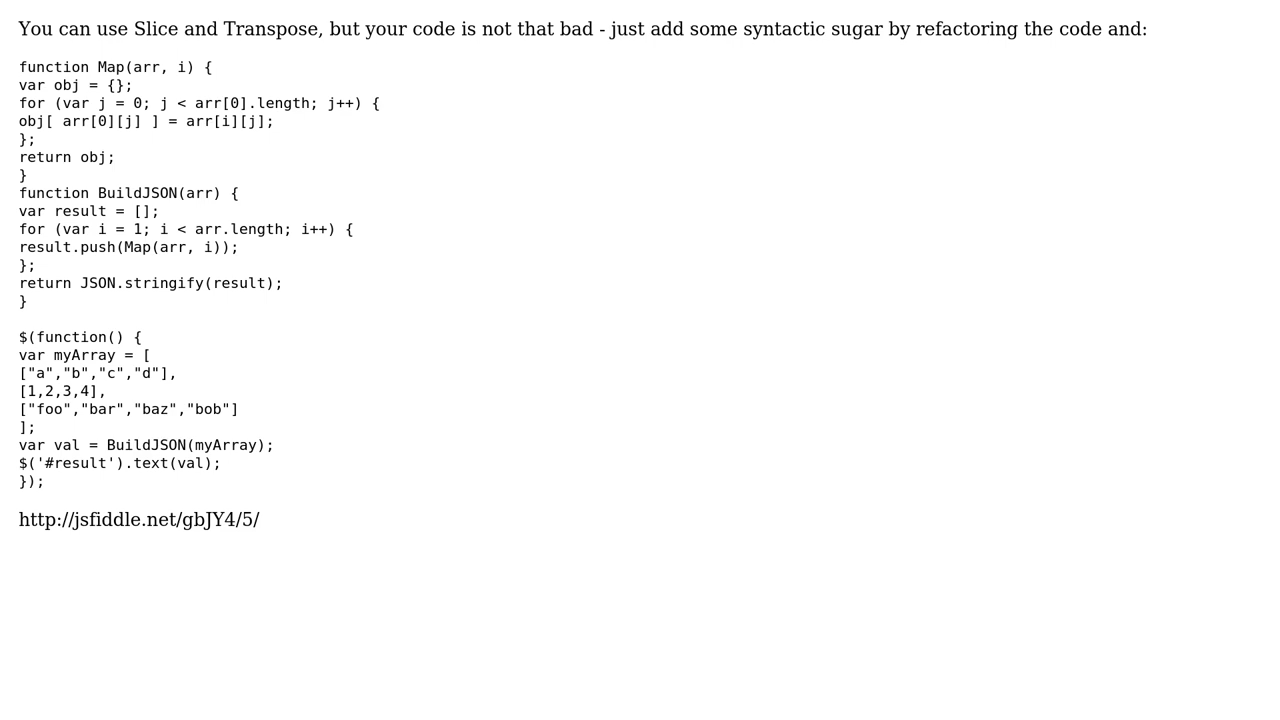 You can use Slice and Transpose, but your code is not that bad - just add some syntactic sugar by refactoring the code and:
function Map(arr, i) {
var obj = {};
for (var j = 0; j < arr[0].length; j++) {
obj[ arr[0][j] ] = arr[i][j];
};
return obj;
}
function BuildJSON(arr) {
var result = [];
for (var i = 1; i < arr.length; i++) {
result.push(Map(arr, i));
};
return JSON.stringify(result);
}
$(function() {
var myArray = [
["a","b","c","d"],
[1,2,3,4],
["foo","bar","baz","bob"]
];
var val = BuildJSON(myArray);
$('#result').text(val);
});
http://jsfiddle.net/gbJY4/5/